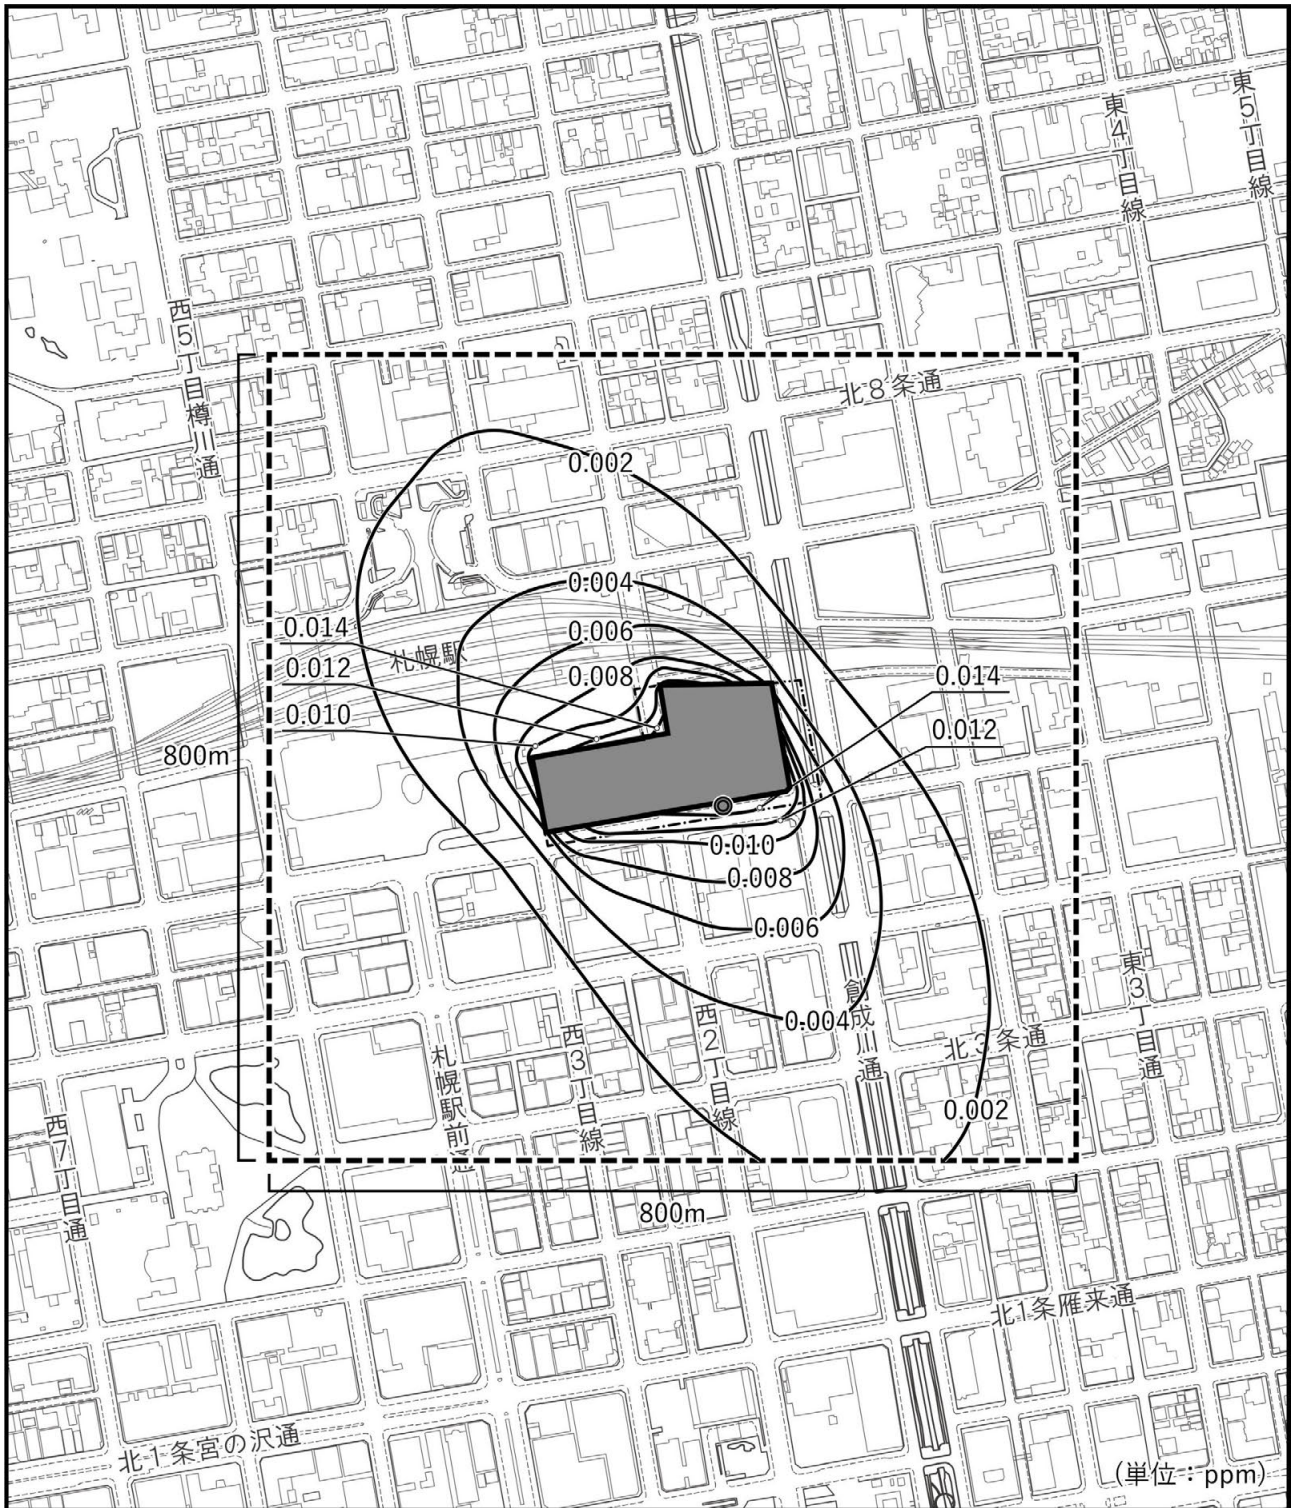 東5丁目線
東4丁目線
西5丁目樽川通
北8条通
0.002
0.004
0.014
0.006
札幌駅
0.012
0.008
0.014
0.010
0.012
800m
0.010
0.008
0.006
創成川通
東3丁目通
0.004
西2丁目線
西3丁目線
北3条通
札幌駅前通
0.002
西7丁目通
800m
北1条雁来通
北1条宮の沢通
(単位：ppm)